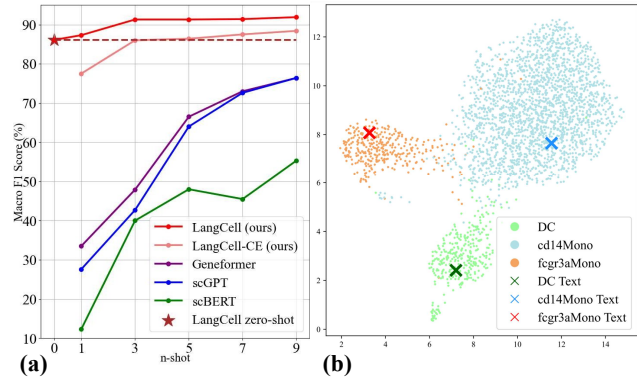 100
90
80
70
60
50
40
30
20
10
Macro F1 Score (%)
LangCell (ours)
LangCell-CE (ours)
Geneformer
scGPT
scBERT
LangCell zero-shot
0 1 3 5 7 9
n-shot
(a)
12
10
8
6
4
2
0
DC
cd14Mono
fcgr3aMono
DC Text
cd14Mono Text
fcgr3aMono Text
2 4 6 8 10 12 14
(b)